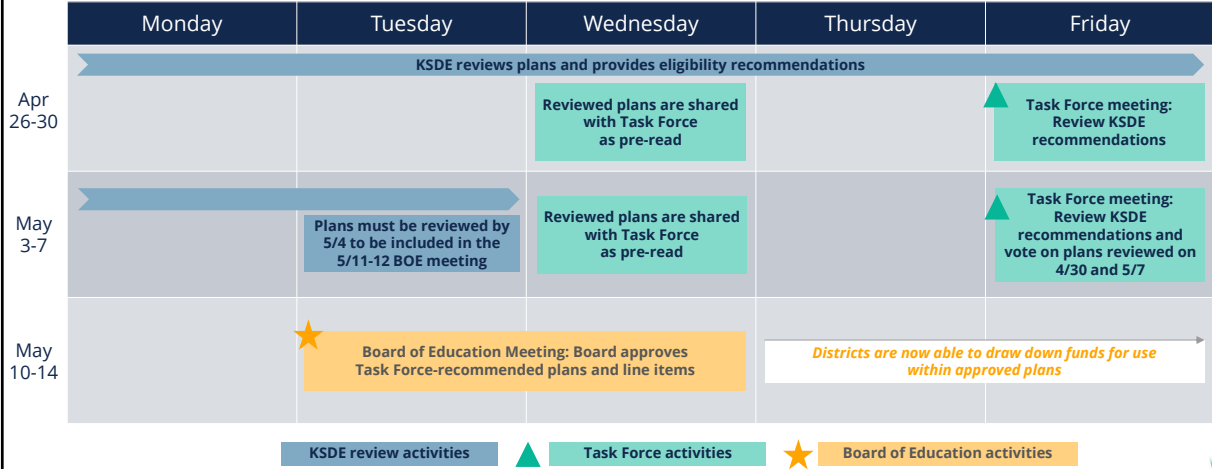 Monday Tuesday Wednesday Thursday Friday
KSDE reviews plans and provides eligibility recommendations
Apr
26-30
Reviewed plans are shared
with Task Force
as pre-read
Task Force meeting:
Review KSDE
recommendations
May
3-7
Plans must be reviewed by
5/4 to be included in the
5/11-12 BOE meeting
Reviewed plans are shared
with Task Force
as pre-read
Task Force meeting:
Review KSDE
recommendations and
vote on plans reviewed on
4/30 and 5/7
May
10-14
Board of Education Meeting: Board approves
Task Force-recommended plans and line items
Districts are now able to draw down funds for use
within approved plans
KSDE review activities
Task Force activities
Board of Education activities